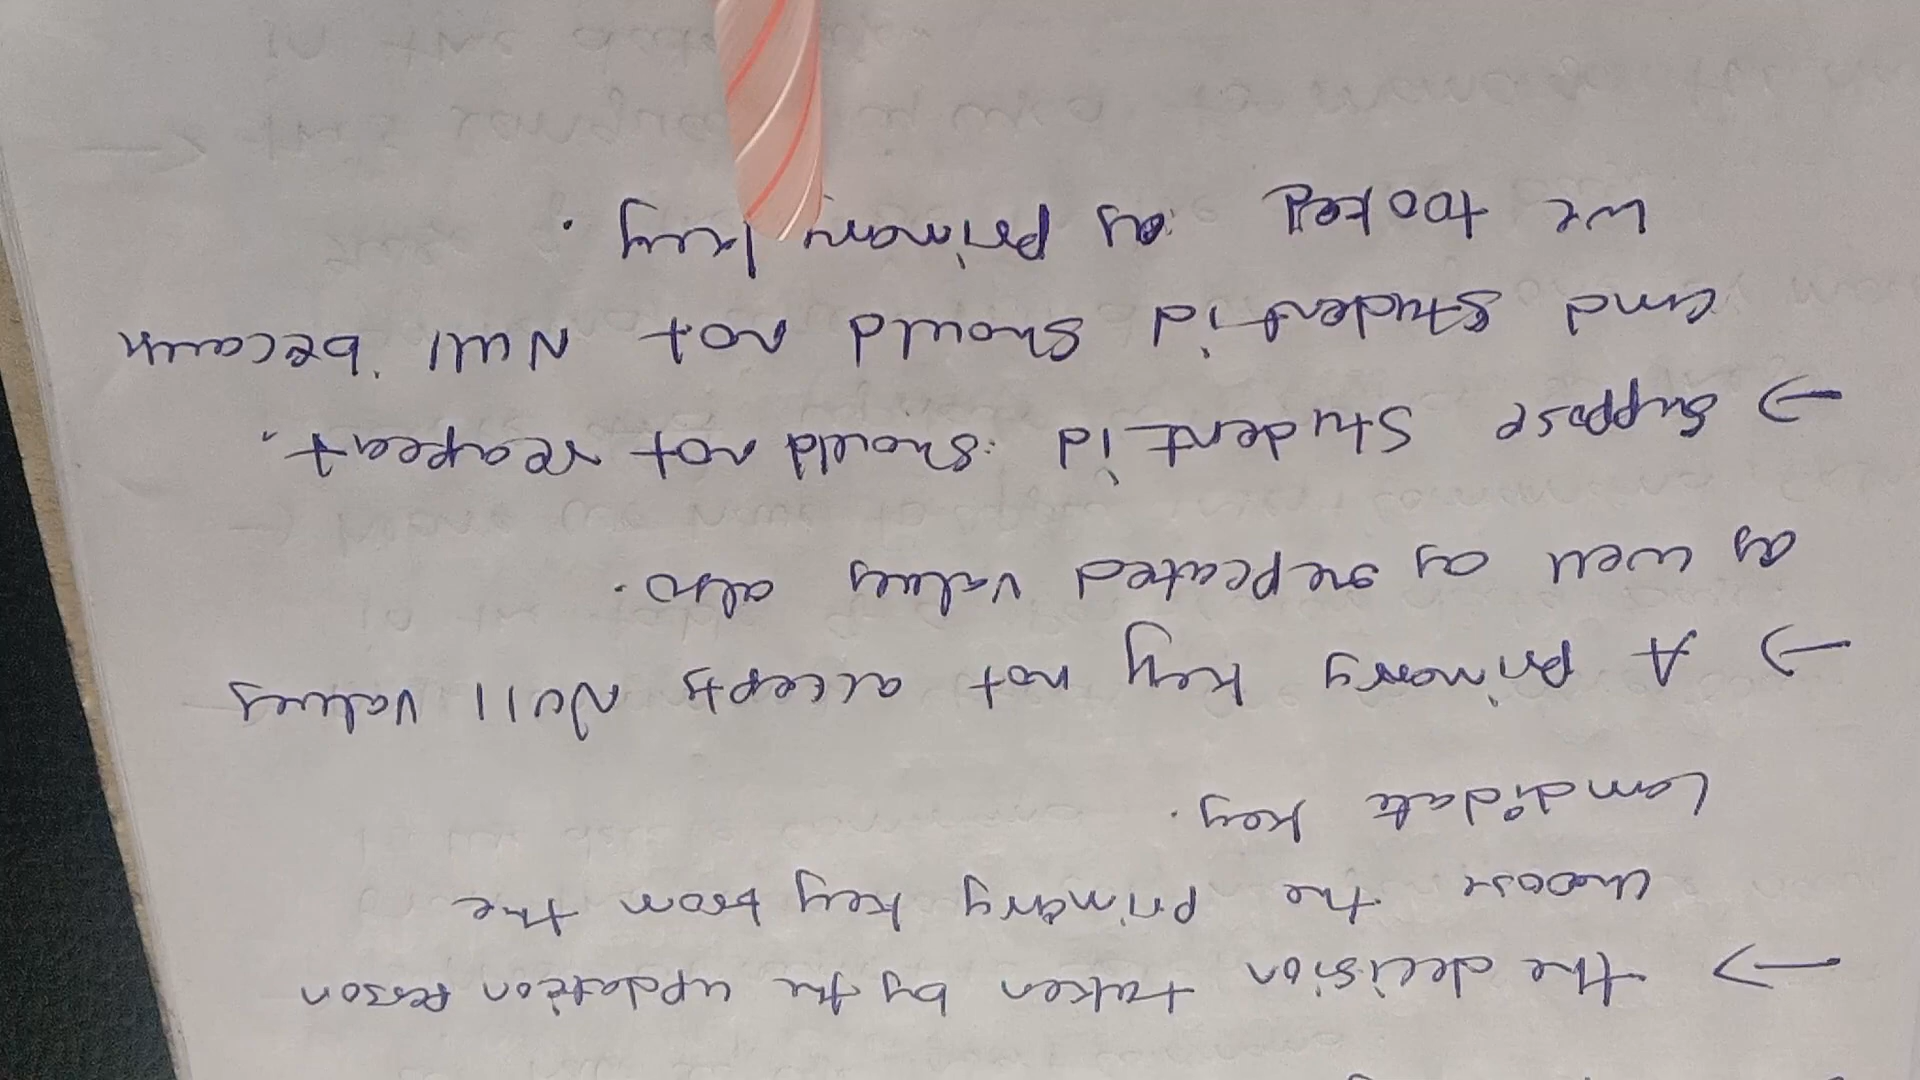 → the decision taken by the updation person
choose the primary key from the
Candidate key.
→ A primary key not accepts Null values
as well as repeated values also.
→ Suppose Student id should not reapeat.
and Student id should not Null because
we tooked as primary key.